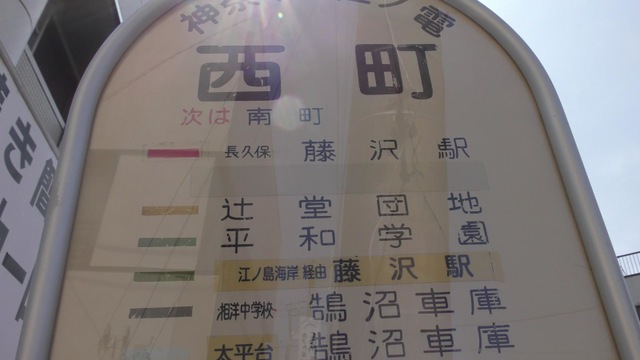 西町
次は 南 町
長久保 藤沢駅
辻堂団地
平和学園
江ノ島海岸 経由 藤沢駅
相洋中学校 鵠沼車庫
太平台 鵠沼車庫